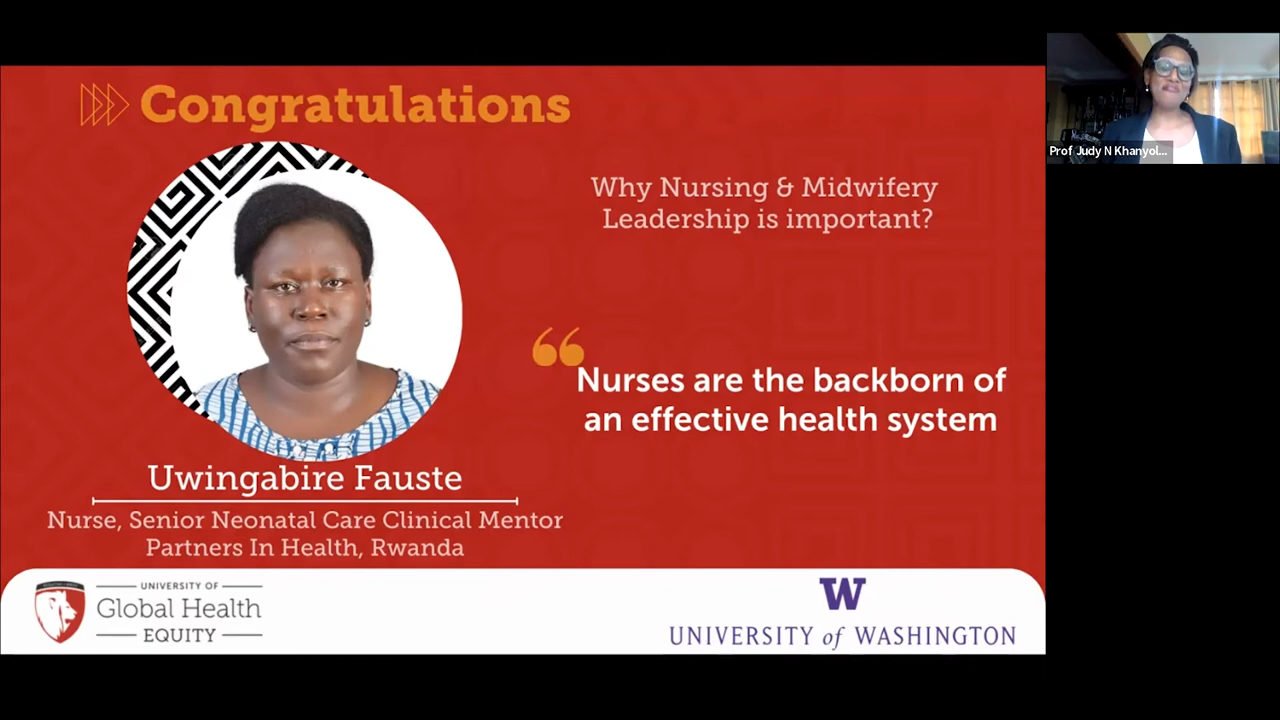 Congratulations
Why Nursing & Midwifery
Leadership is important?
“
Nurses are the backborn of
an effective health system
Uwingabire Fauste
Nurse, Senior Neonatal Care Clinical Mentor
Partners In Health, Rwanda
UNIVERSITY OF
Global Health
EQUITY
W
UNIVERSITY of WASHINGTON
Prof Judy N Khanyol...